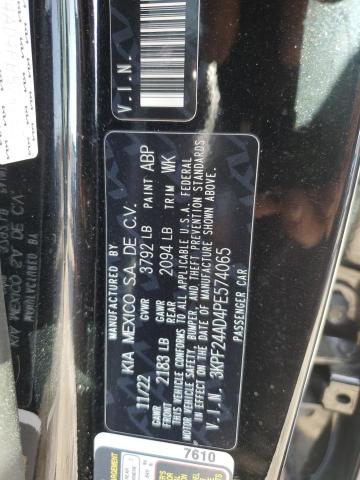 V.I.N.
MANUFACTURED BY
KIA MEXICO S.A. DE C.V.
11/22 GVWR 3792 LB PAINT ABP
GAWR FRONT 2183 LB GAWR REAR 2094 LB TRIM WK
THIS VEHICLE CONFORMS TO ALL APPLICABLE U.S.A. FEDERAL
MOTOR VEHICLE SAFETY, BUMPER, AND THEFT PREVENTION STANDARDS
IN EFFECT ON THE DATE OF MANUFACTURE SHOWN ABOVE.
V.I.N. 3KPF24AD4PE574065
PASSENGER CAR
7610